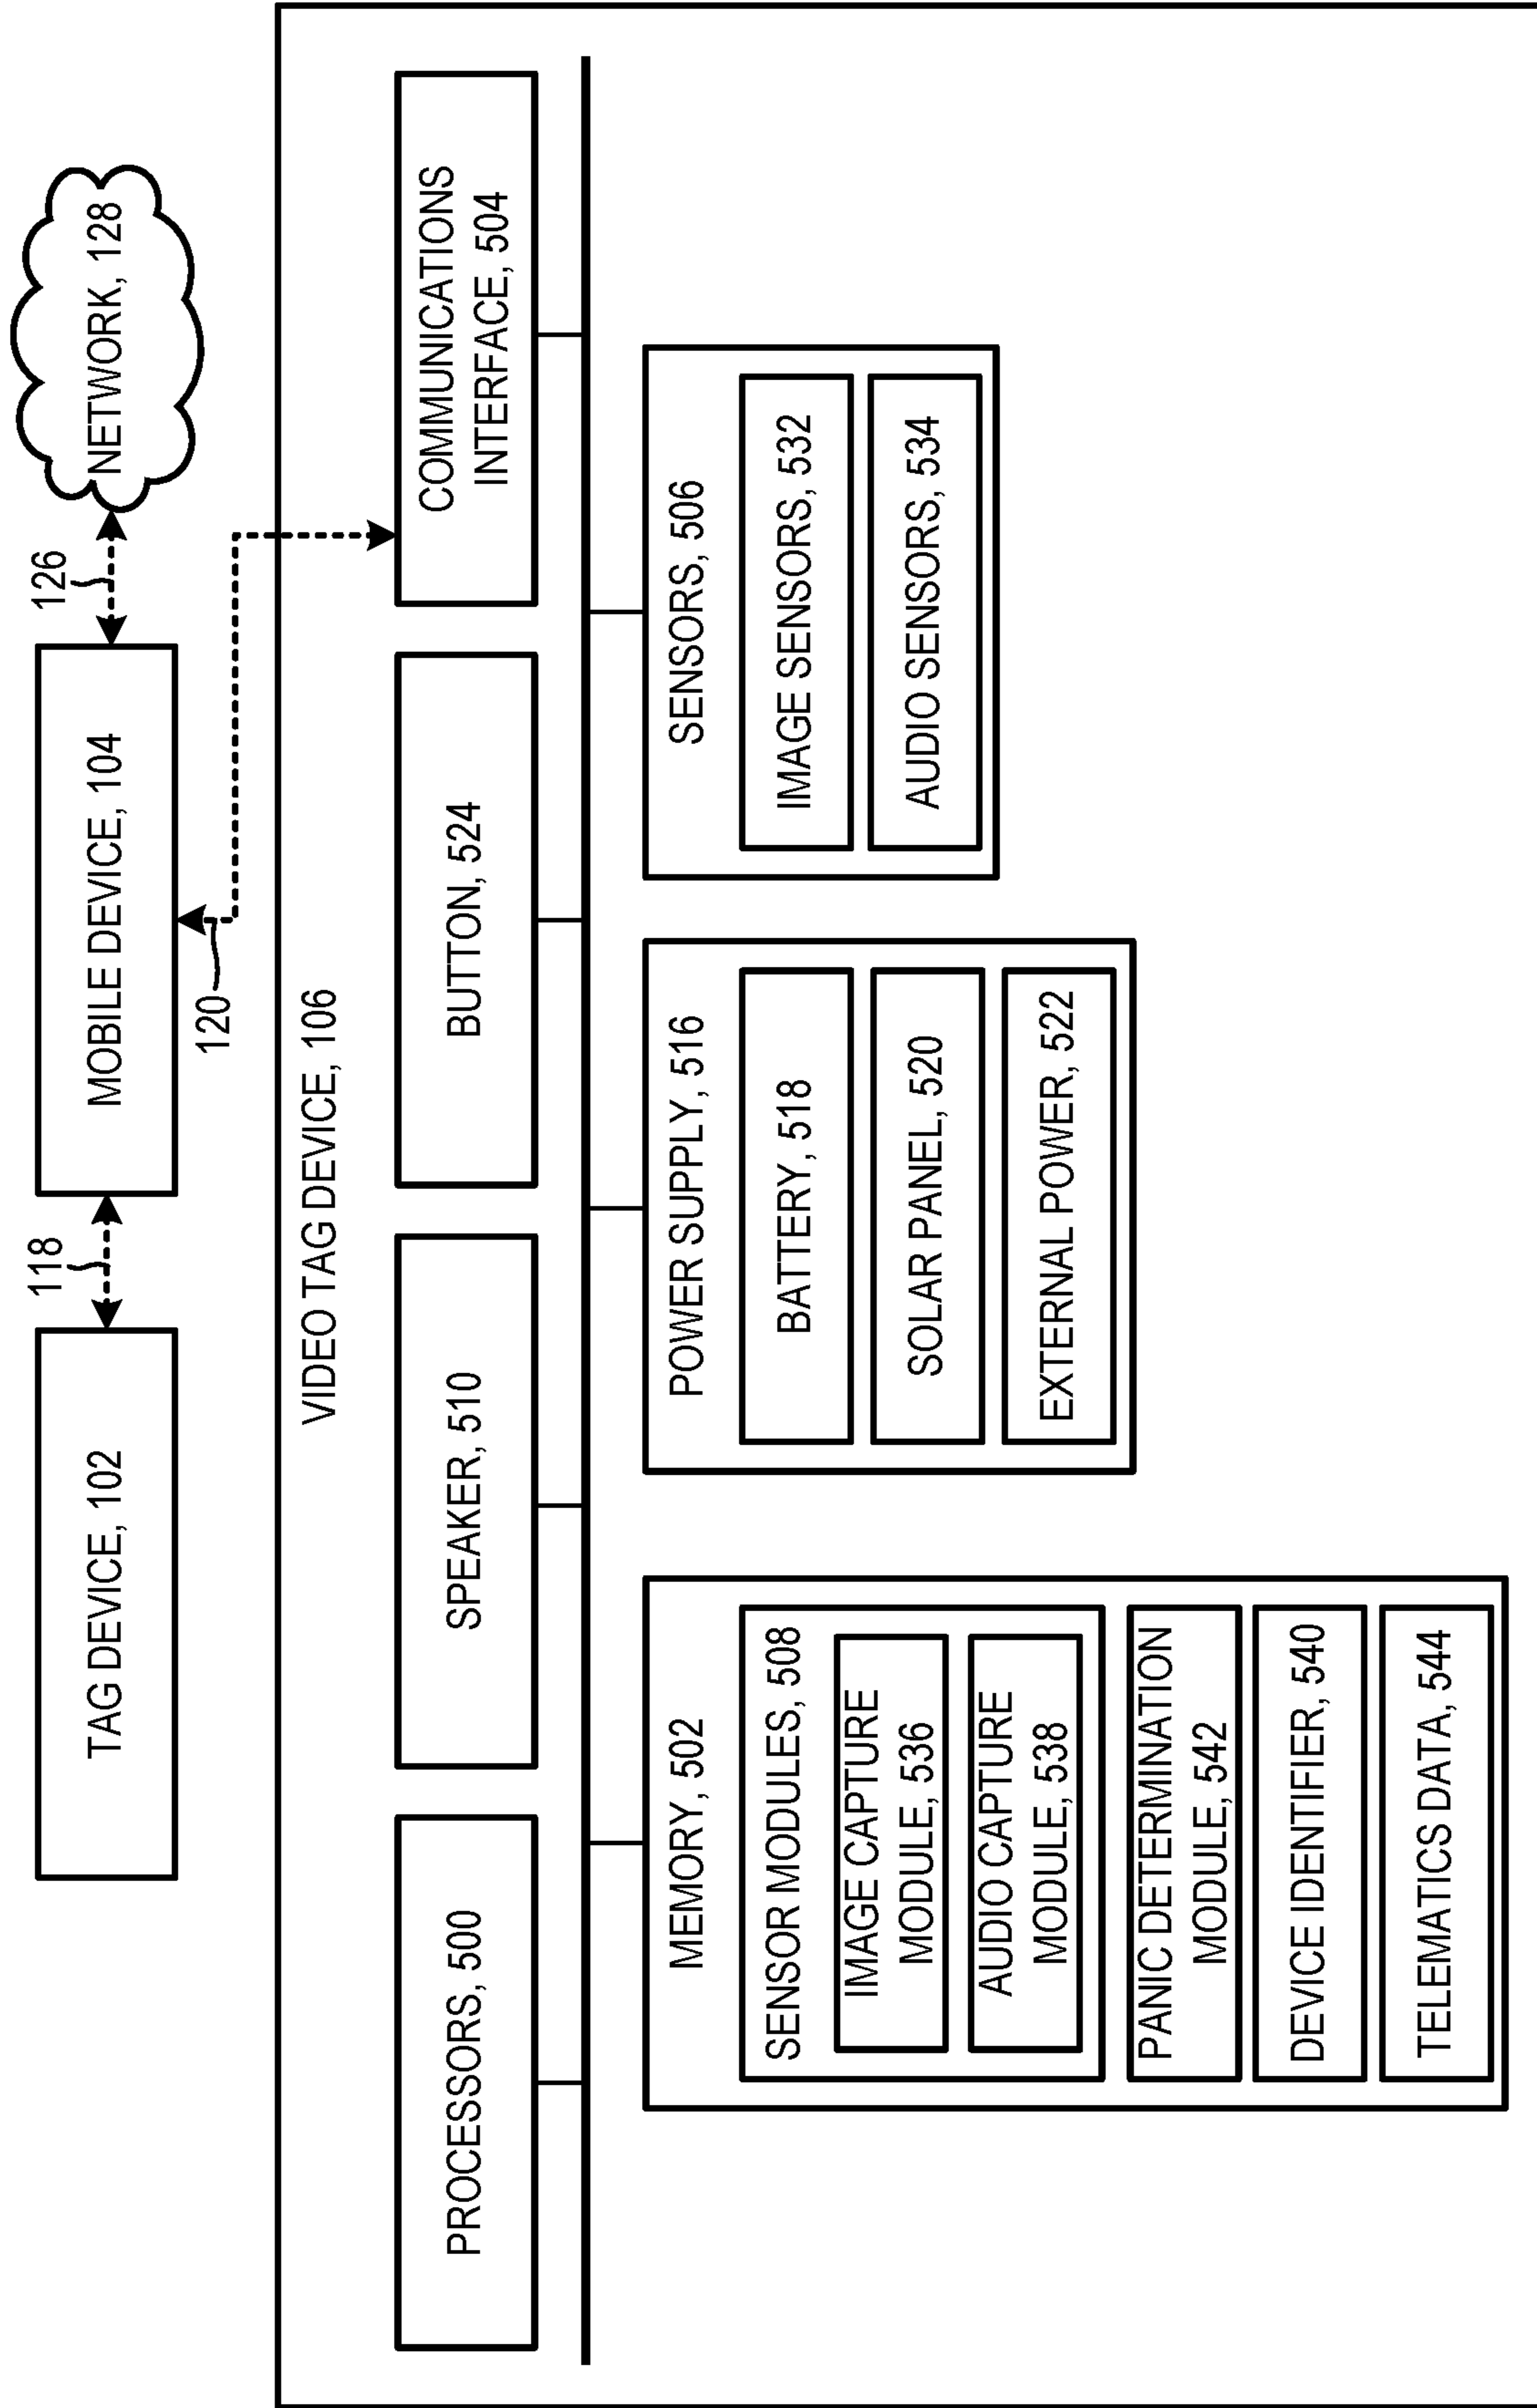 TAG DEVICE, 102
118
MOBILE DEVICE, 104
126
NETWORK, 128
120
VIDEO TAG DEVICE, 106
PROCESSORS, 500
SPEAKER, 510
BUTTON, 524
COMMUNICATIONS
INTERFACE, 504
MEMORY, 502
SENSOR MODULES, 508
IMAGE CAPTURE
MODULE, 536
AUDIO CAPTURE
MODULE, 538
PANIC DETERMINATION
MODULE, 542
DEVICE IDENTIFIER, 540
TELEMATICS DATA, 544
POWER SUPPLY, 516
BATTERY, 518
SOLAR PANEL, 520
EXTERNAL POWER, 522
SENSORS, 506
IMAGE SENSORS, 532
AUDIO SENSORS, 534